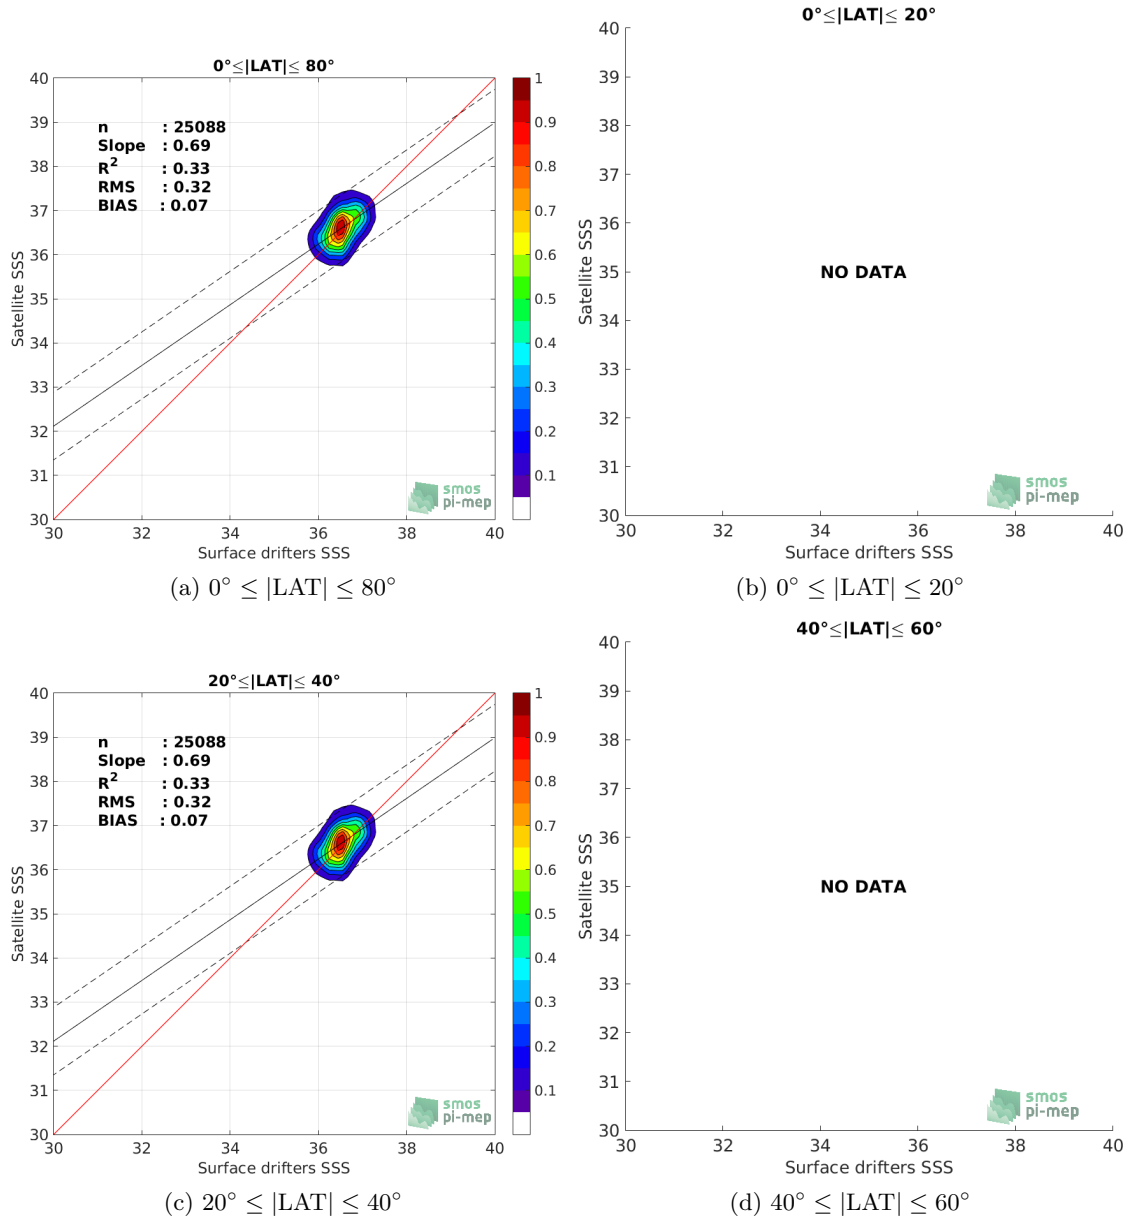 0°≤|LAT|≤ 80°
40
39
38
37
36
35
34
33
32
31
30
Satellite SSS
n : 25088
Slope : 0.69
R² : 0.33
RMS : 0.32
BIAS : 0.07
smos
pi-mep
30 32 34 36 38 40
Surface drifters SSS
1
0.9
0.8
0.7
0.6
0.5
0.4
0.3
0.2
0.1
(a) 0° ≤ |LAT| ≤ 80°
0°≤|LAT|≤ 20°
40
39
38
37
36
35
34
33
32
31
30
Satellite SSS
NO DATA
smos
pi-mep
30 32 34 36 38 40
Surface drifters SSS
(b) 0° ≤ |LAT| ≤ 20°
20°≤|LAT|≤ 40°
40
39
38
37
36
35
34
33
32
31
30
Satellite SSS
n : 25088
Slope : 0.69
R² : 0.33
RMS : 0.32
BIAS : 0.07
smos
pi-mep
30 32 34 36 38 40
Surface drifters SSS
1
0.9
0.8
0.7
0.6
0.5
0.4
0.3
0.2
0.1
(c) 20° ≤ |LAT| ≤ 40°
40°≤|LAT|≤ 60°
40
39
38
37
36
35
34
33
32
31
30
Satellite SSS
NO DATA
smos
pi-mep
30 32 34 36 38 40
Surface drifters SSS
(d) 40° ≤ |LAT| ≤ 60°